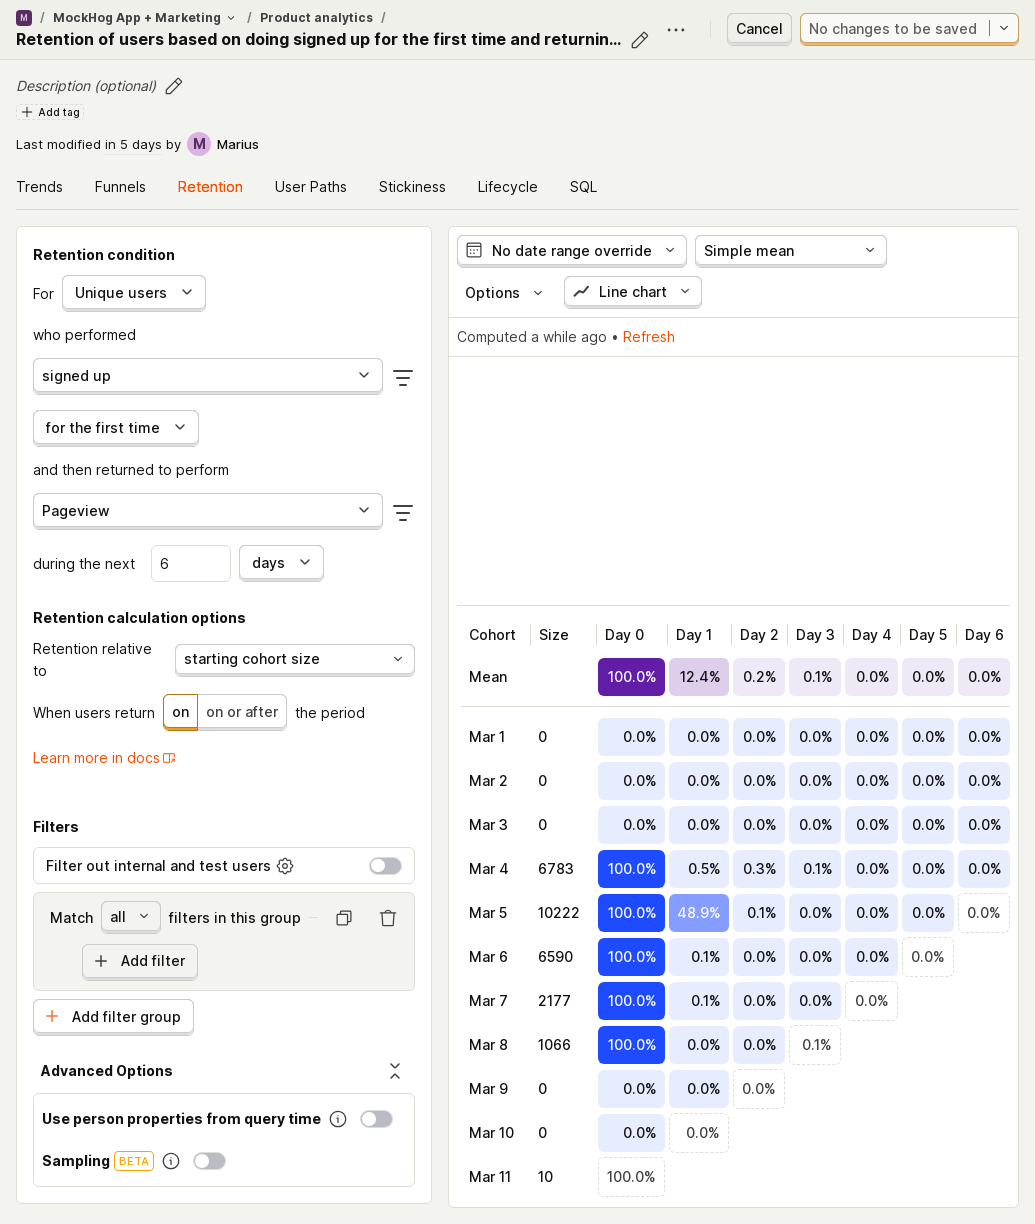 M / MockHog App + Marketing / Product analytics /
Retention of users based on doing signed up for the first time and returnin...
Cancel
No changes to be saved
Description (optional)
Add tag
Last modified in 5 days by M Marius
Trends Funnels Retention User Paths Stickiness Lifecycle SQL
Retention condition
For Unique users
who performed
signed up
for the first time
and then returned to perform
Pageview
during the next 6 days
Retention calculation options
Retention relative
to
starting cohort size
When users return on on or after the period
Learn more in docs
Filters
Filter out internal and test users
Match all filters in this group
Add filter
Add filter group
Advanced Options
Use person properties from query time
Sampling BETA
No date range override Simple mean
Options Line chart
Computed a while ago • Refresh
Cohort Size Day 0 Day 1 Day 2 Day 3 Day 4 Day 5 Day 6
Mean 100.0% 12.4% 0.2% 0.1% 0.0% 0.0% 0.0%
Mar 1 0 0.0% 0.0% 0.0% 0.0% 0.0% 0.0% 0.0%
Mar 2 0 0.0% 0.0% 0.0% 0.0% 0.0% 0.0% 0.0%
Mar 3 0 0.0% 0.0% 0.0% 0.0% 0.0% 0.0% 0.0%
Mar 4 6783 100.0% 0.5% 0.3% 0.1% 0.0% 0.0% 0.0%
Mar 5 10222 100.0% 48.9% 0.1% 0.0% 0.0% 0.0% 0.0%
Mar 6 6590 100.0% 0.1% 0.0% 0.0% 0.0% 0.0%
Mar 7 2177 100.0% 0.1% 0.0% 0.0% 0.0%
Mar 8 1066 100.0% 0.0% 0.0% 0.1%
Mar 9 0 0.0% 0.0% 0.0%
Mar 10 0 0.0% 0.0%
Mar 11 10 100.0%